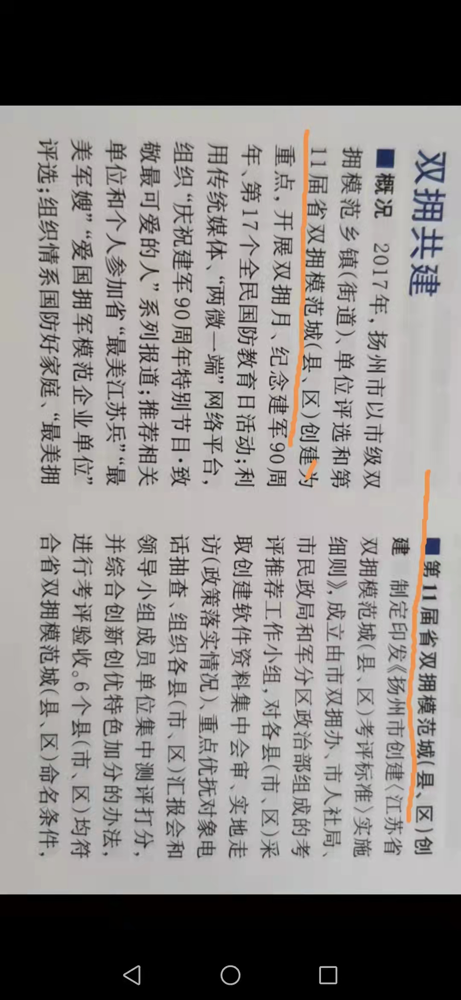 双拥共建
■ 概况 2017年，扬州市以市级双
拥模范乡镇(街道)、单位评选和第
11届省双拥模范城(县、区)创建为
重点，开展双拥月、纪念建军90周
年、第17个全民国防教育日活动；利
用传统媒体、“两微一端”网络平台，
组织“庆祝建军90周年特别节目·致
敬最可爱的人”系列报道；推荐相关
单位和个人参加省“最美江苏兵”“最
美军嫂”“爱国拥军模范企业单位”
评选；组织情系国防好家庭、“最美拥
■ 第11届省双拥模范城(县、区)创
建 制定印发《扬州市创建〈江苏省
双拥模范城(县、区)考评标准〉实施
细则》，成立由市双拥办、市人社局、
市民政局和军分区政治部组成的考
评推荐工作小组，对各县(市、区)采
取创建软件资料集中会审、实地走
访(政策落实情况)、重点优抚对象电
话抽查、组织各县(市、区)汇报会和
领导小组成员单位集中测评打分，
并综合创新创优特色加分的办法，
进行考评验收。6个县(市、区)均符
合省双拥模范城(县、区)命名条件，